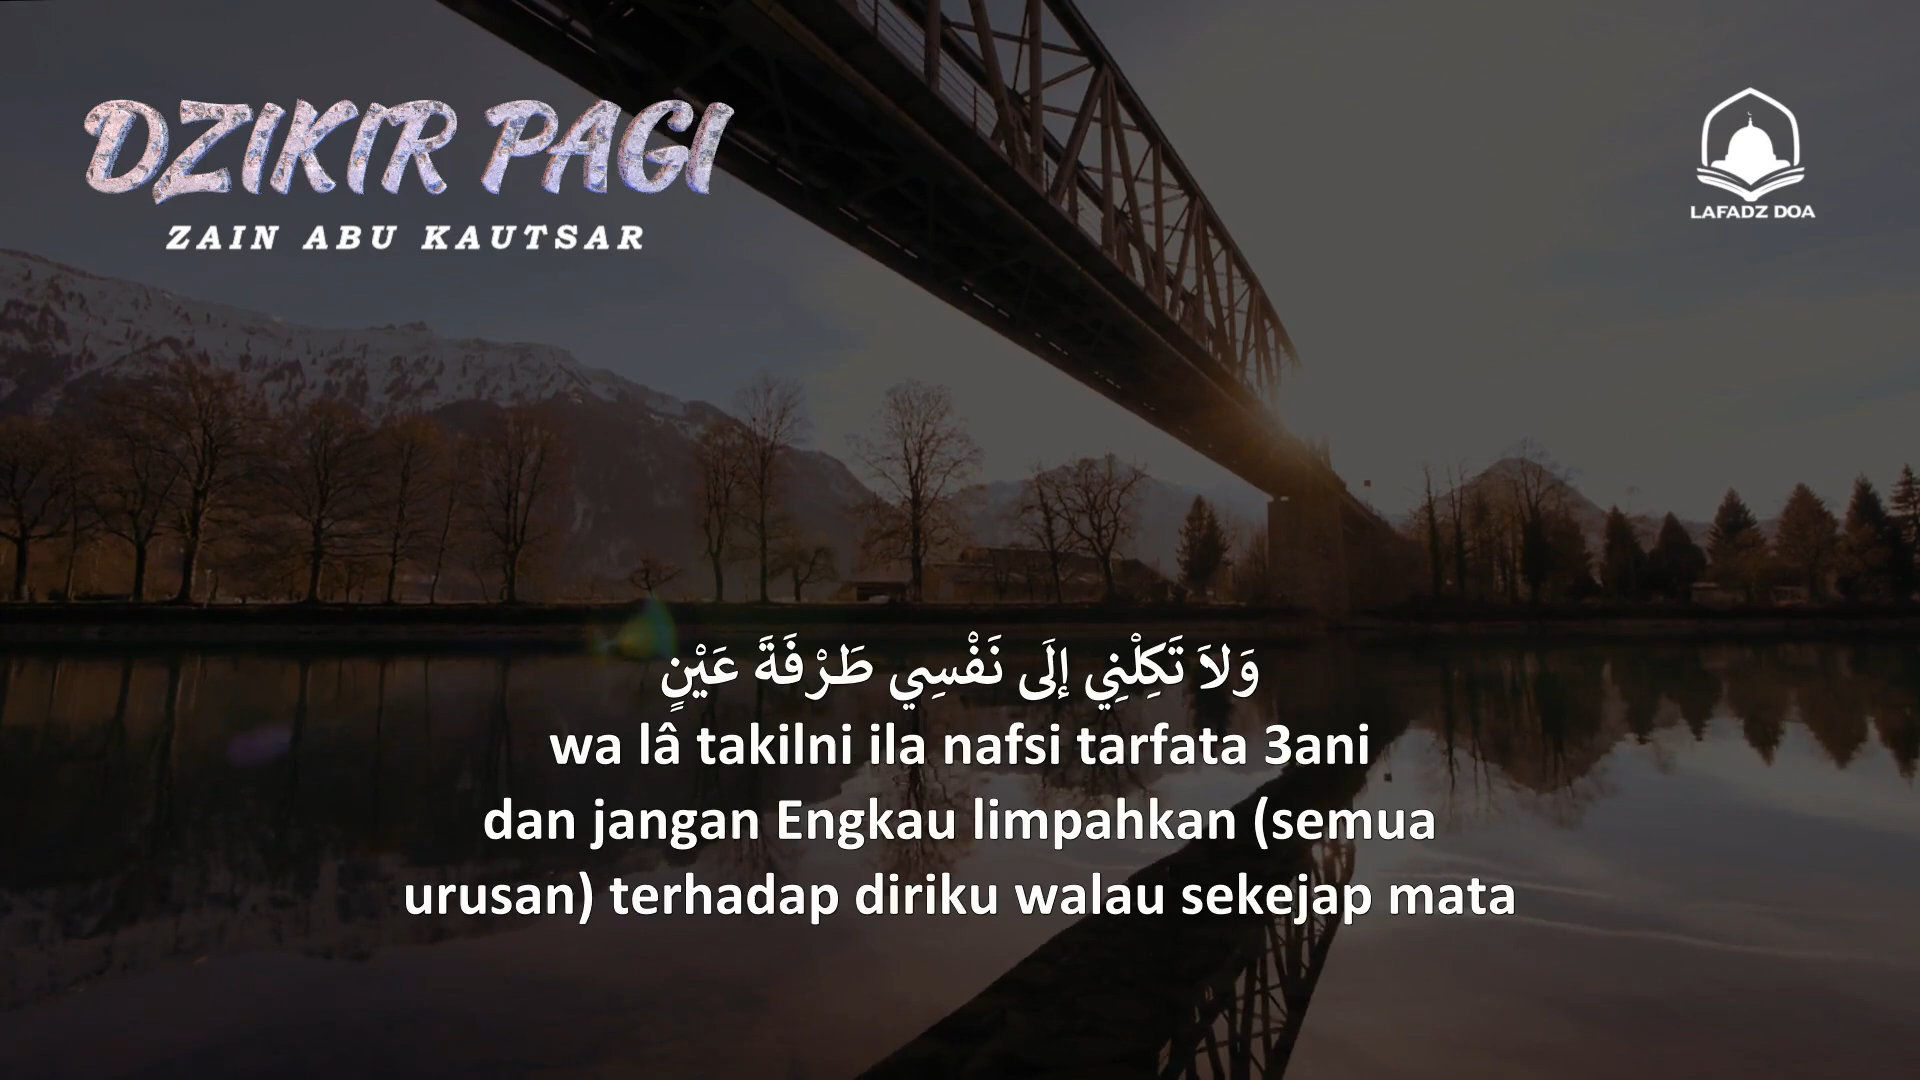 DZIKIR PAGI
ZAIN ABU KAUTSAR
LAFADZ DOA
وَلاَ تَكِلْنِي إِلَى نَفْسِي طَرْفَةَ عَيْنٍ
wa lâ takilni ila nafsi tarfata 3ani
dan jangan Engkau limpahkan (semua
urusan) terhadap diriku walau sekejap mata